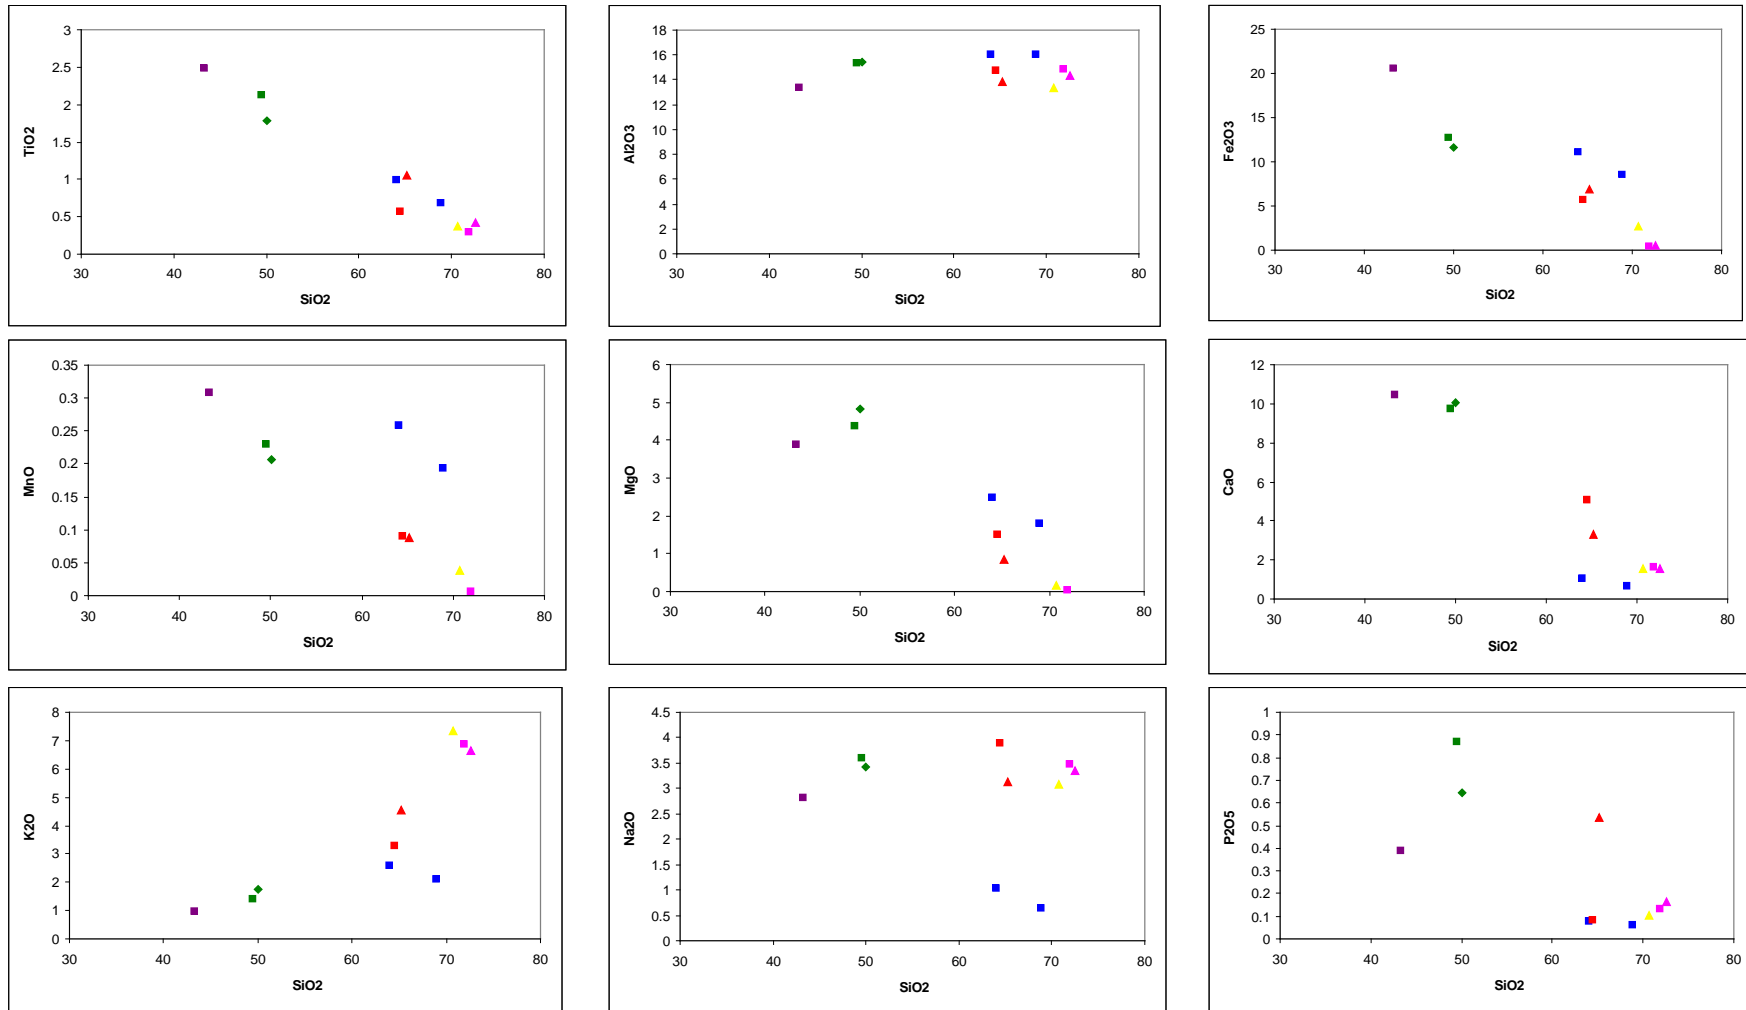 3
2.5
2
1.5
1
0.5
0
30 40 50 60 70 80
TiO2
SiO2
18
16
14
12
10
8
6
4
2
0
30 40 50 60 70 80
Al2O3
SiO2
25
20
15
10
5
0
30 40 50 60 70 80
Fe2O3
SiO2
0.35
0.3
0.25
0.2
0.15
0.1
0.05
0
30 40 50 60 70 80
MnO
SiO2
6
5
4
3
2
1
0
30 40 50 60 70 80
MgO
SiO2
12
10
8
6
4
2
0
30 40 50 60 70 80
CaO
SiO2
8
7
6
5
4
3
2
1
0
30 40 50 60 70 80
K2O
SiO2
4.5
4
3.5
3
2.5
2
1.5
1
0.5
0
30 40 50 60 70 80
Na2O
SiO2
1
0.9
0.8
0.7
0.6
0.5
0.4
0.3
0.2
0.1
0
30 40 50 60 70 80
P2O5
SiO2